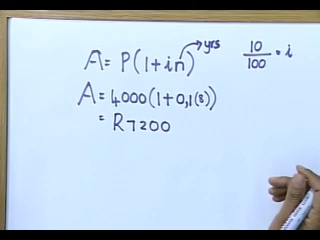 A = P(1+in) → yrs
10/100 = i
A = 4000(1+0,1(8))
= R7200